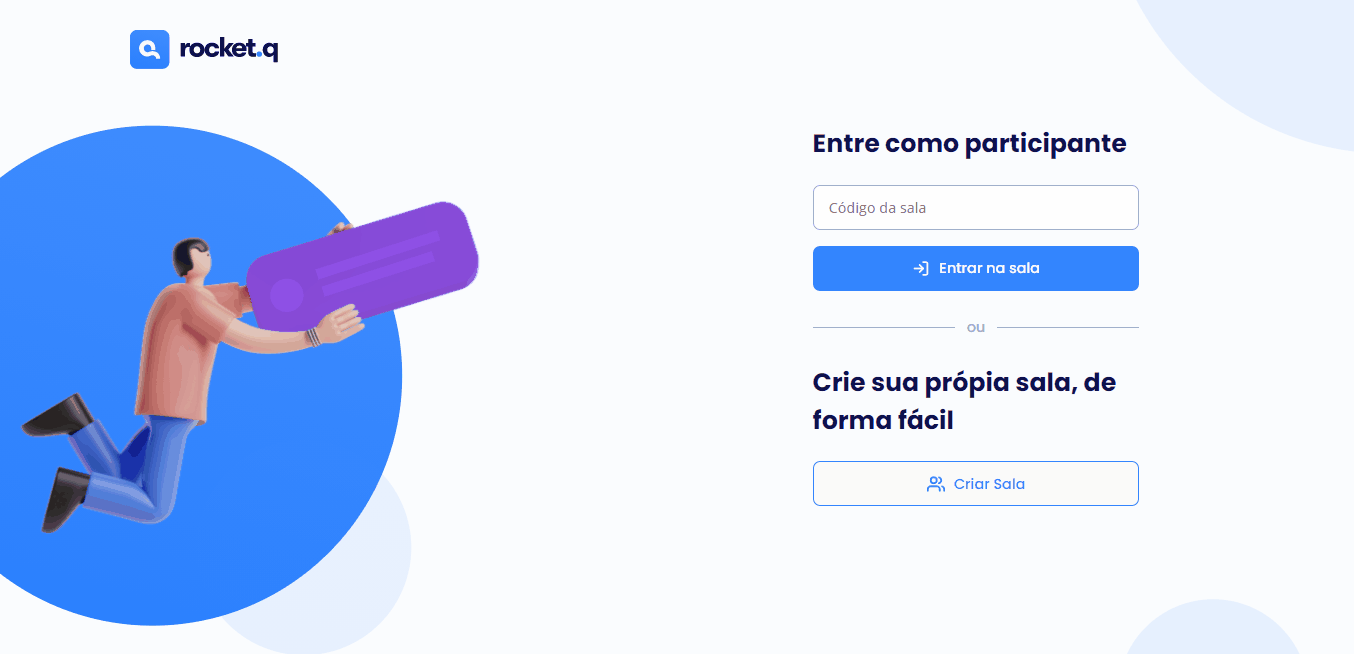 rocket.q
Entre como participante
Código da sala
Entrar na sala
ou
Crie sua própia sala, de
forma fácil
Criar Sala